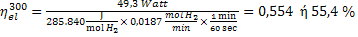 η_el^300 = 49,3 Watt / (285.840 J/mol H₂ × 0,0187 mol H₂/min × 1 min/60 sec) = 0,554 ή 55,4 %